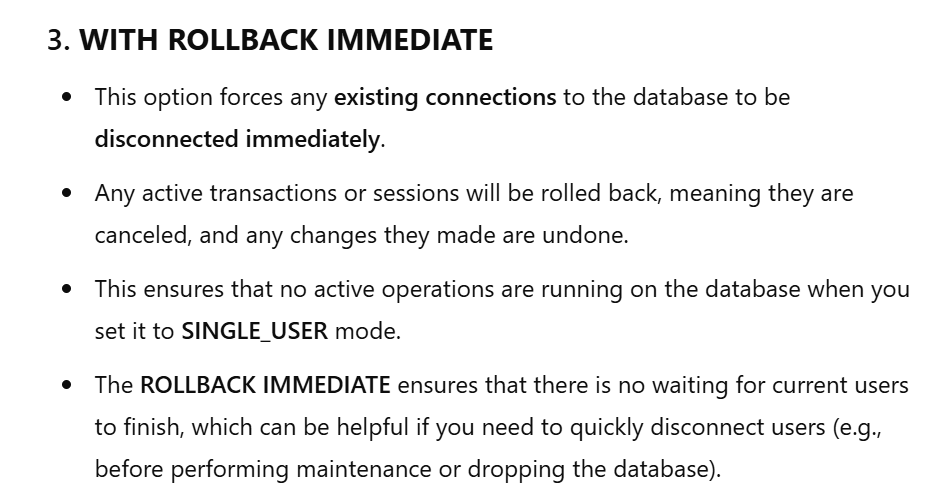 3. WITH ROLLBACK IMMEDIATE
• This option forces any existing connections to the database to be
disconnected immediately.
• Any active transactions or sessions will be rolled back, meaning they are
canceled, and any changes they made are undone.
• This ensures that no active operations are running on the database when you
set it to SINGLE_USER mode.
• The ROLLBACK IMMEDIATE ensures that there is no waiting for current users
to finish, which can be helpful if you need to quickly disconnect users (e.g.,
before performing maintenance or dropping the database).